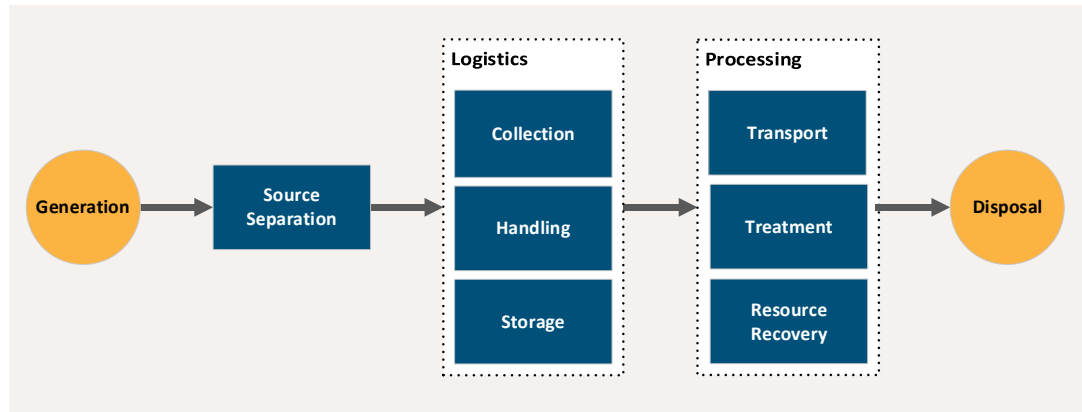 Generation
Source
Separation
Logistics
Collection
Handling
Storage
Processing
Transport
Treatment
Resource
Recovery
Disposal